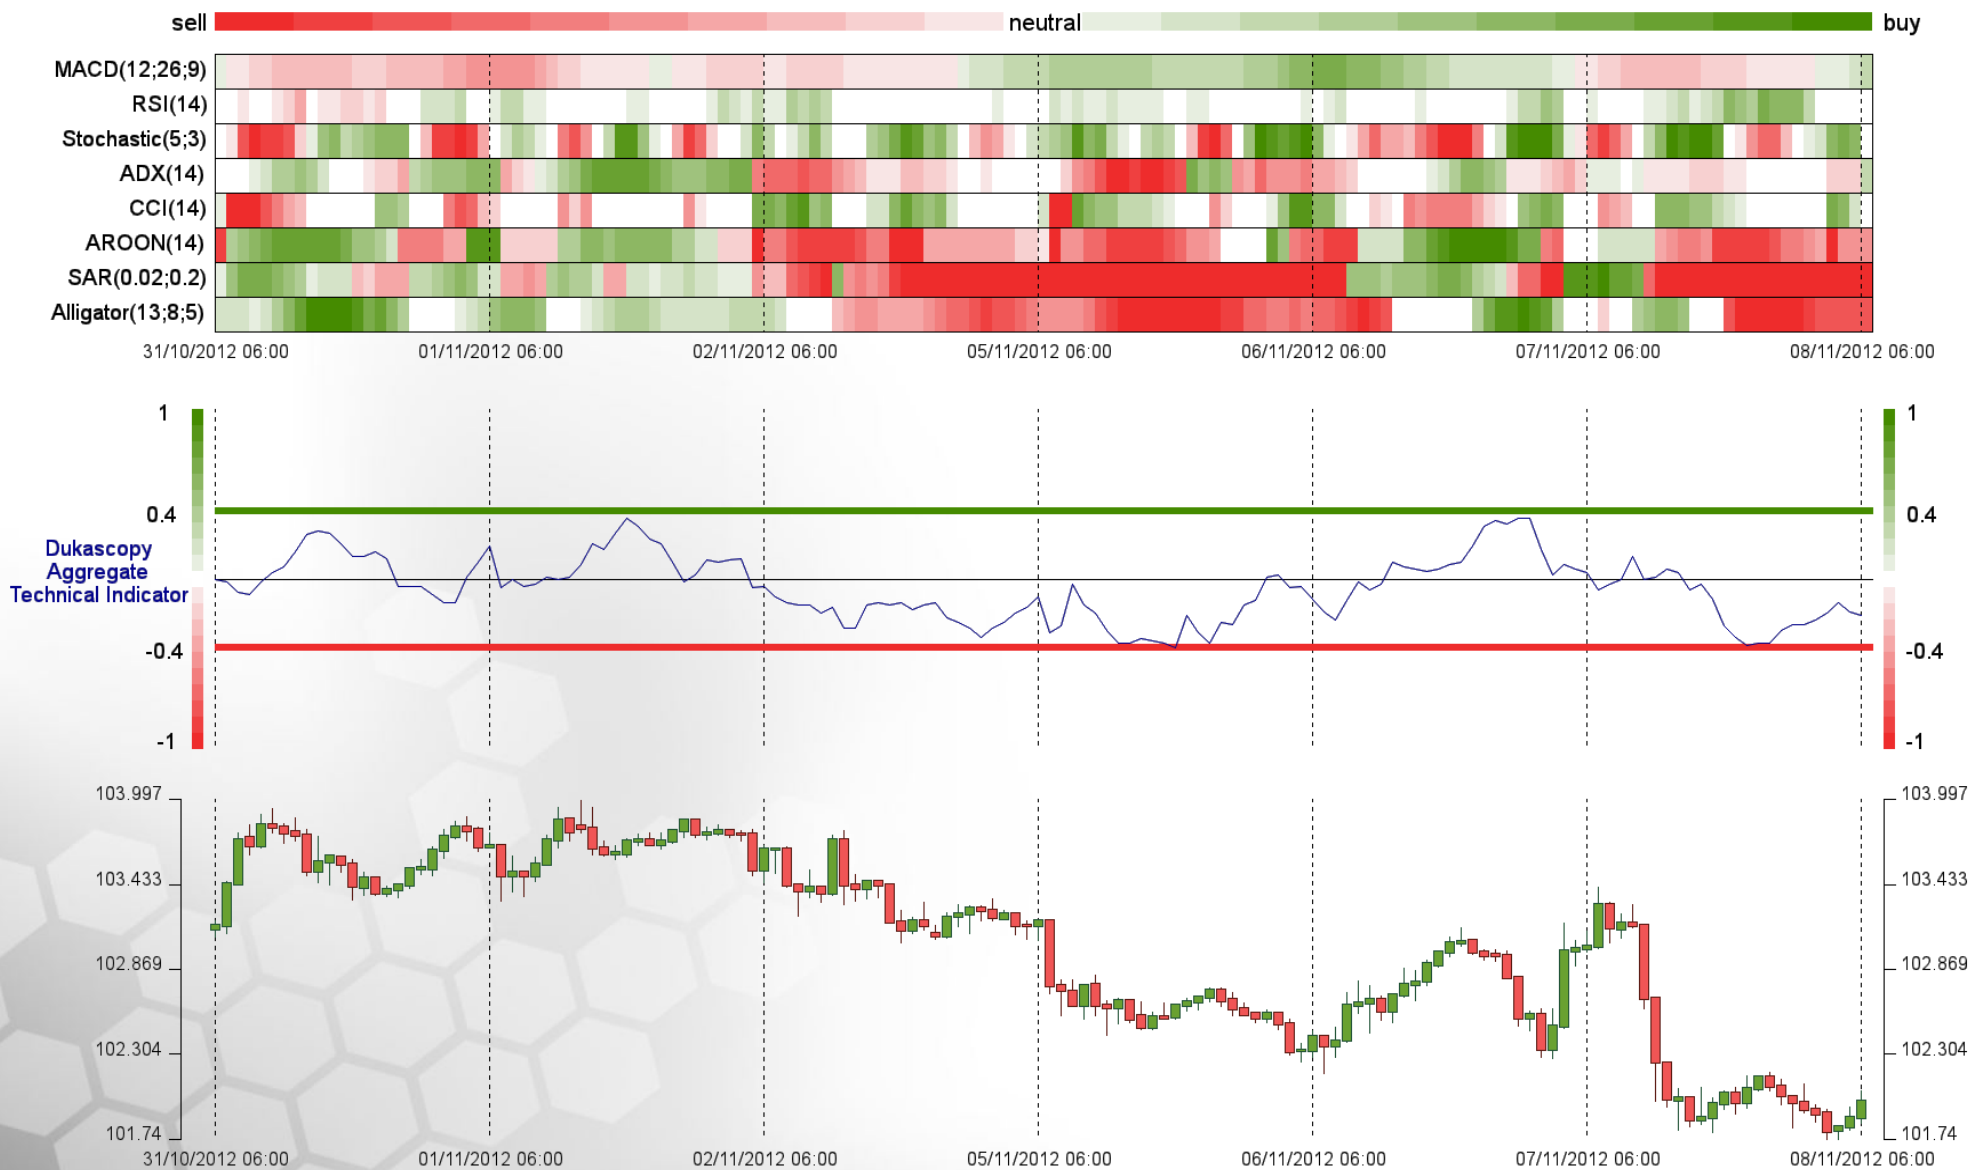 sell neutral buy
MACD(12;26;9)
RSI(14)
Stochastic(5;3)
ADX(14)
CCI(14)
AROON(14)
SAR(0.02;0.2)
Alligator(13;8;5)
31/10/2012 06:00 01/11/2012 06:00 02/11/2012 06:00 05/11/2012 06:00 06/11/2012 06:00 07/11/2012 06:00 08/11/2012 06:00
1 1
0.4 0.4
Dukascopy
Aggregate
Technical Indicator
-0.4 -0.4
-1 -1
103.997 103.997
103.433 103.433
102.869 102.869
102.304 102.304
101.74 101.74
31/10/2012 06:00 01/11/2012 06:00 02/11/2012 06:00 05/11/2012 06:00 06/11/2012 06:00 07/11/2012 06:00 08/11/2012 06:00